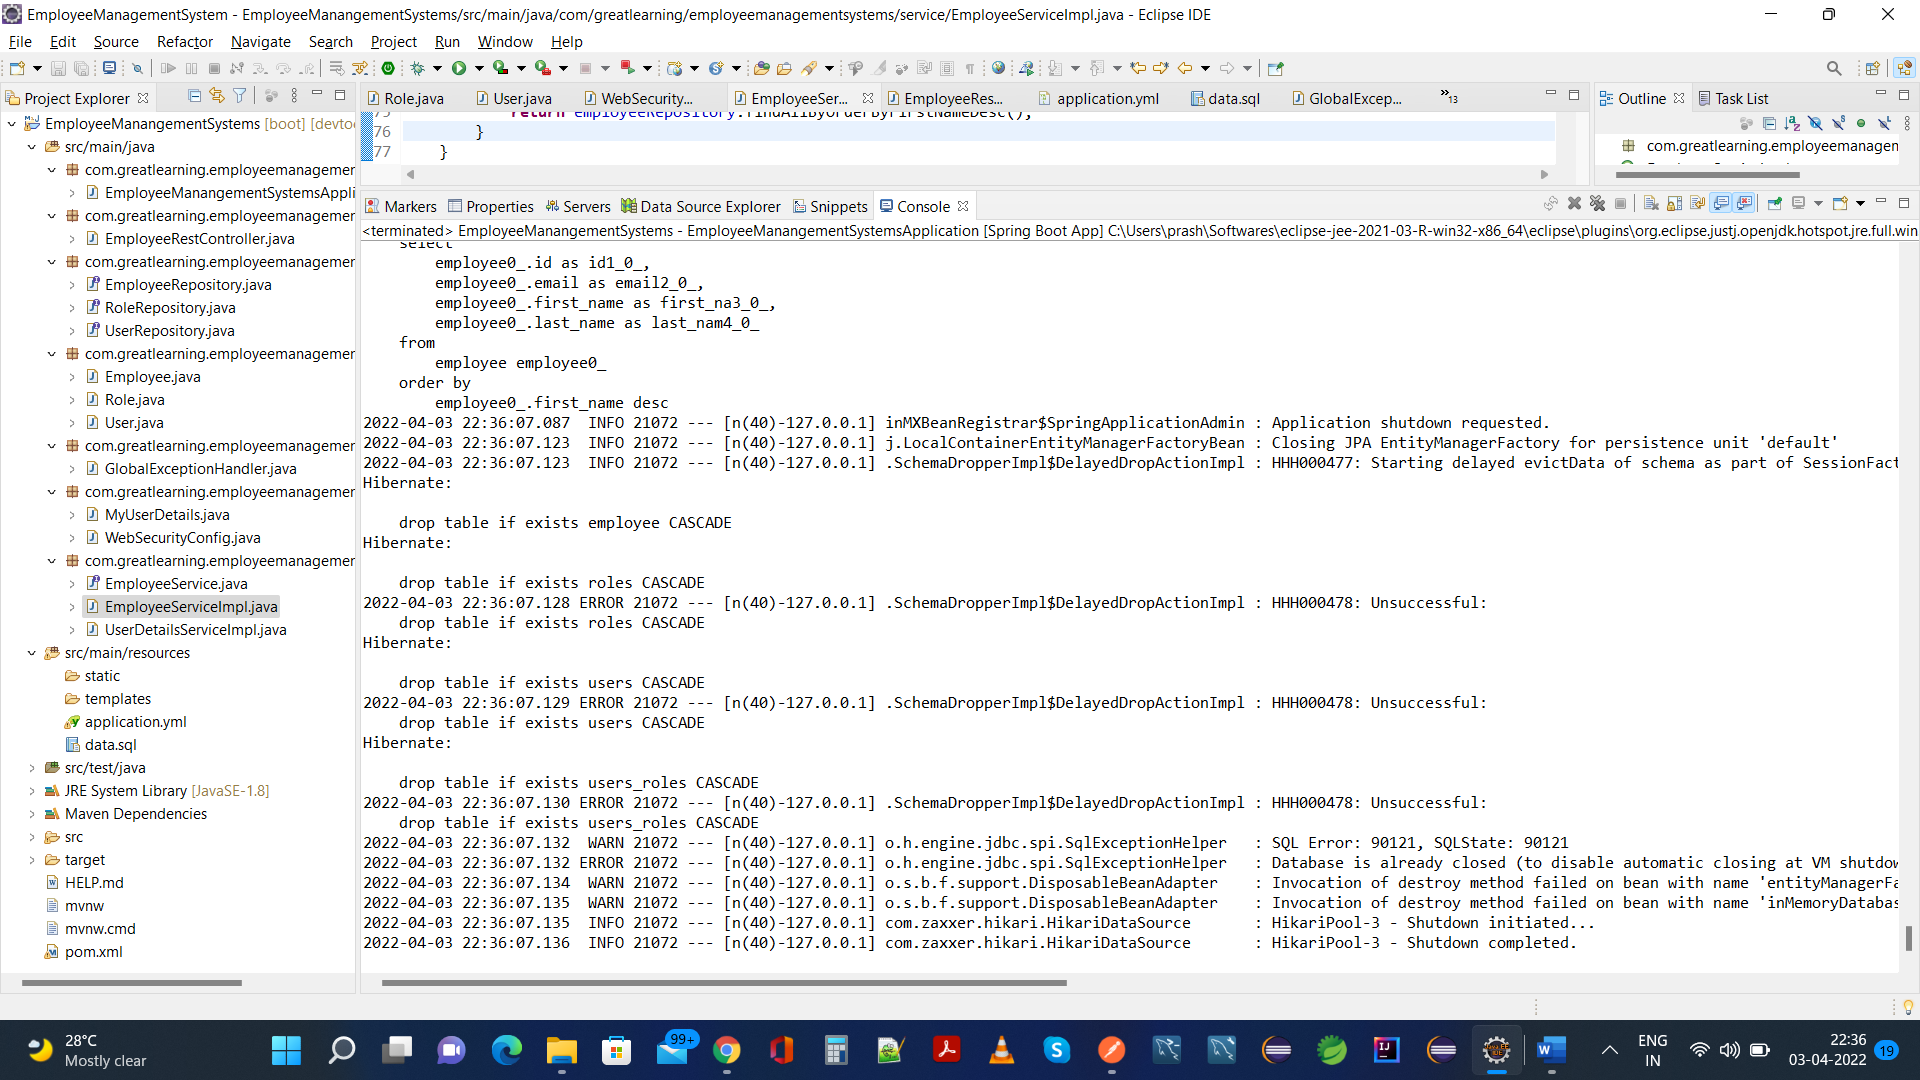 EmployeeManagementSystem - EmployeeManangementSystems/src/main/java/com/greatlearning/employeemanagementsystems/service/EmployeeServiceImpl.java - Eclipse IDE
File Edit Source Refactor Navigate Search Project Run Window Help
Project Explorer
EmployeeManangementSystems [boot] [devto
src/main/java
com.greatlearning.employeemanagemer
EmployeeManangementSystemsAppli
com.greatlearning.employeemanagemer
EmployeeRestController.java
com.greatlearning.employeemanagemer
EmployeeRepository.java
RoleRepository.java
UserRepository.java
com.greatlearning.employeemanagemer
Employee.java
Role.java
User.java
com.greatlearning.employeemanagemer
GlobalExceptionHandler.java
com.greatlearning.employeemanagemer
MyUserDetails.java
WebSecurityConfig.java
com.greatlearning.employeemanagemer
EmployeeService.java
EmployeeServiceImpl.java
UserDetailsServiceImpl.java
src/main/resources
static
templates
application.yml
data.sql
src/test/java
JRE System Library [JavaSE-1.8]
Maven Dependencies
src
target
HELP.md
mvnw
mvnw.cmd
pom.xml
Role.java User.java WebSecurity... EmployeeSer... EmployeeRes... application.yml data.sql GlobalExcep... »13
75 return employeeRepository.findAllByOrderByFirstNameDesc();
76 }
77 }
Outline Task List
com.greatlearning.employeemanagem
Markers Properties Servers Data Source Explorer Snippets Console
<terminated> EmployeeManangementSystems - EmployeeManangementSystemsApplication [Spring Boot App] C:\Users\prash\Softwares\eclipse-jee-2021-03-R-win32-x86_64\eclipse\plugins\org.eclipse.justj.openjdk.hotspot.jre.full.win
select
employee0_.id as id1_0_,
employee0_.email as email2_0_,
employee0_.first_name as first_na3_0_,
employee0_.last_name as last_nam4_0_
from
employee employee0_
order by
employee0_.first_name desc
2022-04-03 22:36:07.087  INFO 21072 --- [n(40)-127.0.0.1] inMXBeanRegistrar$SpringApplicationAdmin : Application shutdown requested.
2022-04-03 22:36:07.123  INFO 21072 --- [n(40)-127.0.0.1] j.LocalContainerEntityManagerFactoryBean : Closing JPA EntityManagerFactory for persistence unit 'default'
2022-04-03 22:36:07.123  INFO 21072 --- [n(40)-127.0.0.1] .SchemaDropperImpl$DelayedDropActionImpl : HHH000477: Starting delayed evictData of schema as part of SessionFact
Hibernate:
drop table if exists employee CASCADE
Hibernate:
drop table if exists roles CASCADE
2022-04-03 22:36:07.128 ERROR 21072 --- [n(40)-127.0.0.1] .SchemaDropperImpl$DelayedDropActionImpl : HHH000478: Unsuccessful:
drop table if exists roles CASCADE
Hibernate:
drop table if exists users CASCADE
2022-04-03 22:36:07.129 ERROR 21072 --- [n(40)-127.0.0.1] .SchemaDropperImpl$DelayedDropActionImpl : HHH000478: Unsuccessful:
drop table if exists users CASCADE
Hibernate:
drop table if exists users_roles CASCADE
2022-04-03 22:36:07.130 ERROR 21072 --- [n(40)-127.0.0.1] .SchemaDropperImpl$DelayedDropActionImpl : HHH000478: Unsuccessful:
drop table if exists users_roles CASCADE
2022-04-03 22:36:07.132  WARN 21072 --- [n(40)-127.0.0.1] o.h.engine.jdbc.spi.SqlExceptionHelper   : SQL Error: 90121, SQLState: 90121
2022-04-03 22:36:07.132 ERROR 21072 --- [n(40)-127.0.0.1] o.h.engine.jdbc.spi.SqlExceptionHelper   : Database is already closed (to disable automatic closing at VM shutdow
2022-04-03 22:36:07.134  WARN 21072 --- [n(40)-127.0.0.1] o.s.b.f.support.DisposableBeanAdapter    : Invocation of destroy method failed on bean with name 'entityManagerFa
2022-04-03 22:36:07.135  WARN 21072 --- [n(40)-127.0.0.1] o.s.b.f.support.DisposableBeanAdapter    : Invocation of destroy method failed on bean with name 'inMemoryDatabas
2022-04-03 22:36:07.135  INFO 21072 --- [n(40)-127.0.0.1] com.zaxxer.hikari.HikariDataSource       : HikariPool-3 - Shutdown initiated...
2022-04-03 22:36:07.136  INFO 21072 --- [n(40)-127.0.0.1] com.zaxxer.hikari.HikariDataSource       : HikariPool-3 - Shutdown completed.
28°C
Mostly clear
99+
ENG
IN
22:36
03-04-2022
19